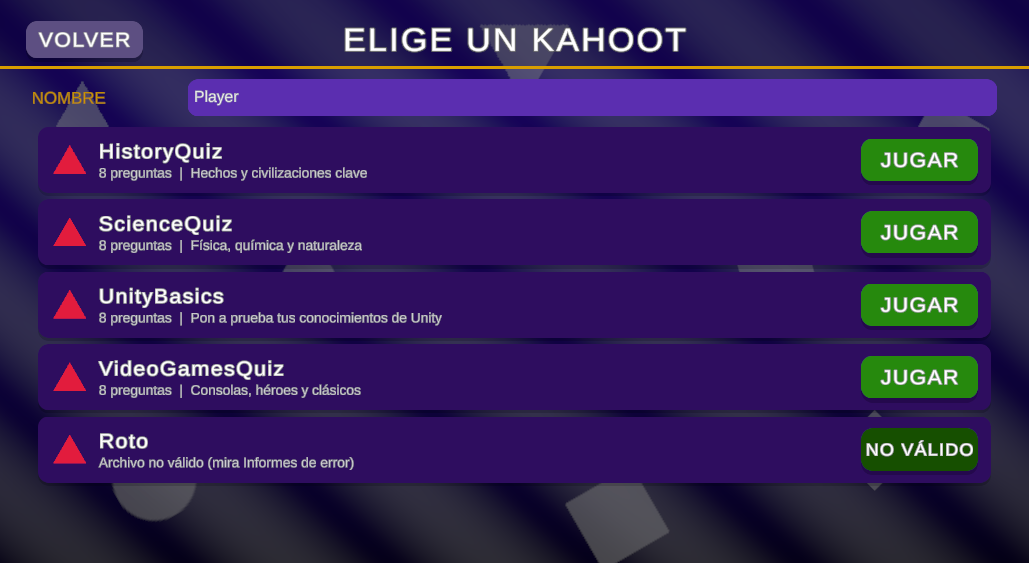 VOLVER
ELIGE UN KAHOOT
NOMBRE
Player
HistoryQuiz
8 preguntas | Hechos y civilizaciones clave
JUGAR
ScienceQuiz
8 preguntas | Física, química y naturaleza
JUGAR
UnityBasics
8 preguntas | Pon a prueba tus conocimientos de Unity
JUGAR
VideoGamesQuiz
8 preguntas | Consolas, héroes y clásicos
JUGAR
Roto
Archivo no válido (mira Informes de error)
NO VÁLIDO